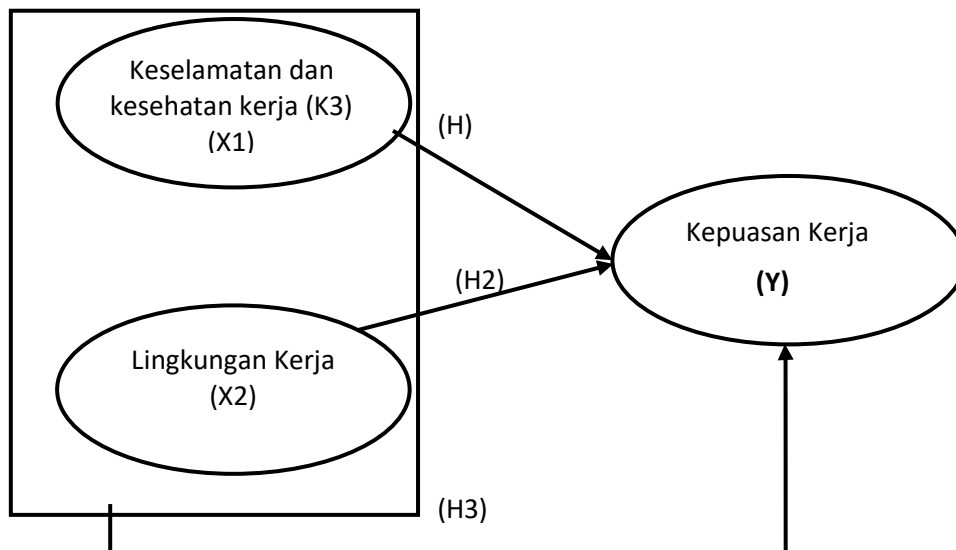 Keselamatan dan
kesehatan kerja (K3)
(X1)
(H)
Kepuasan Kerja
(Y)
(H2)
Lingkungan Kerja
(X2)
(H3)